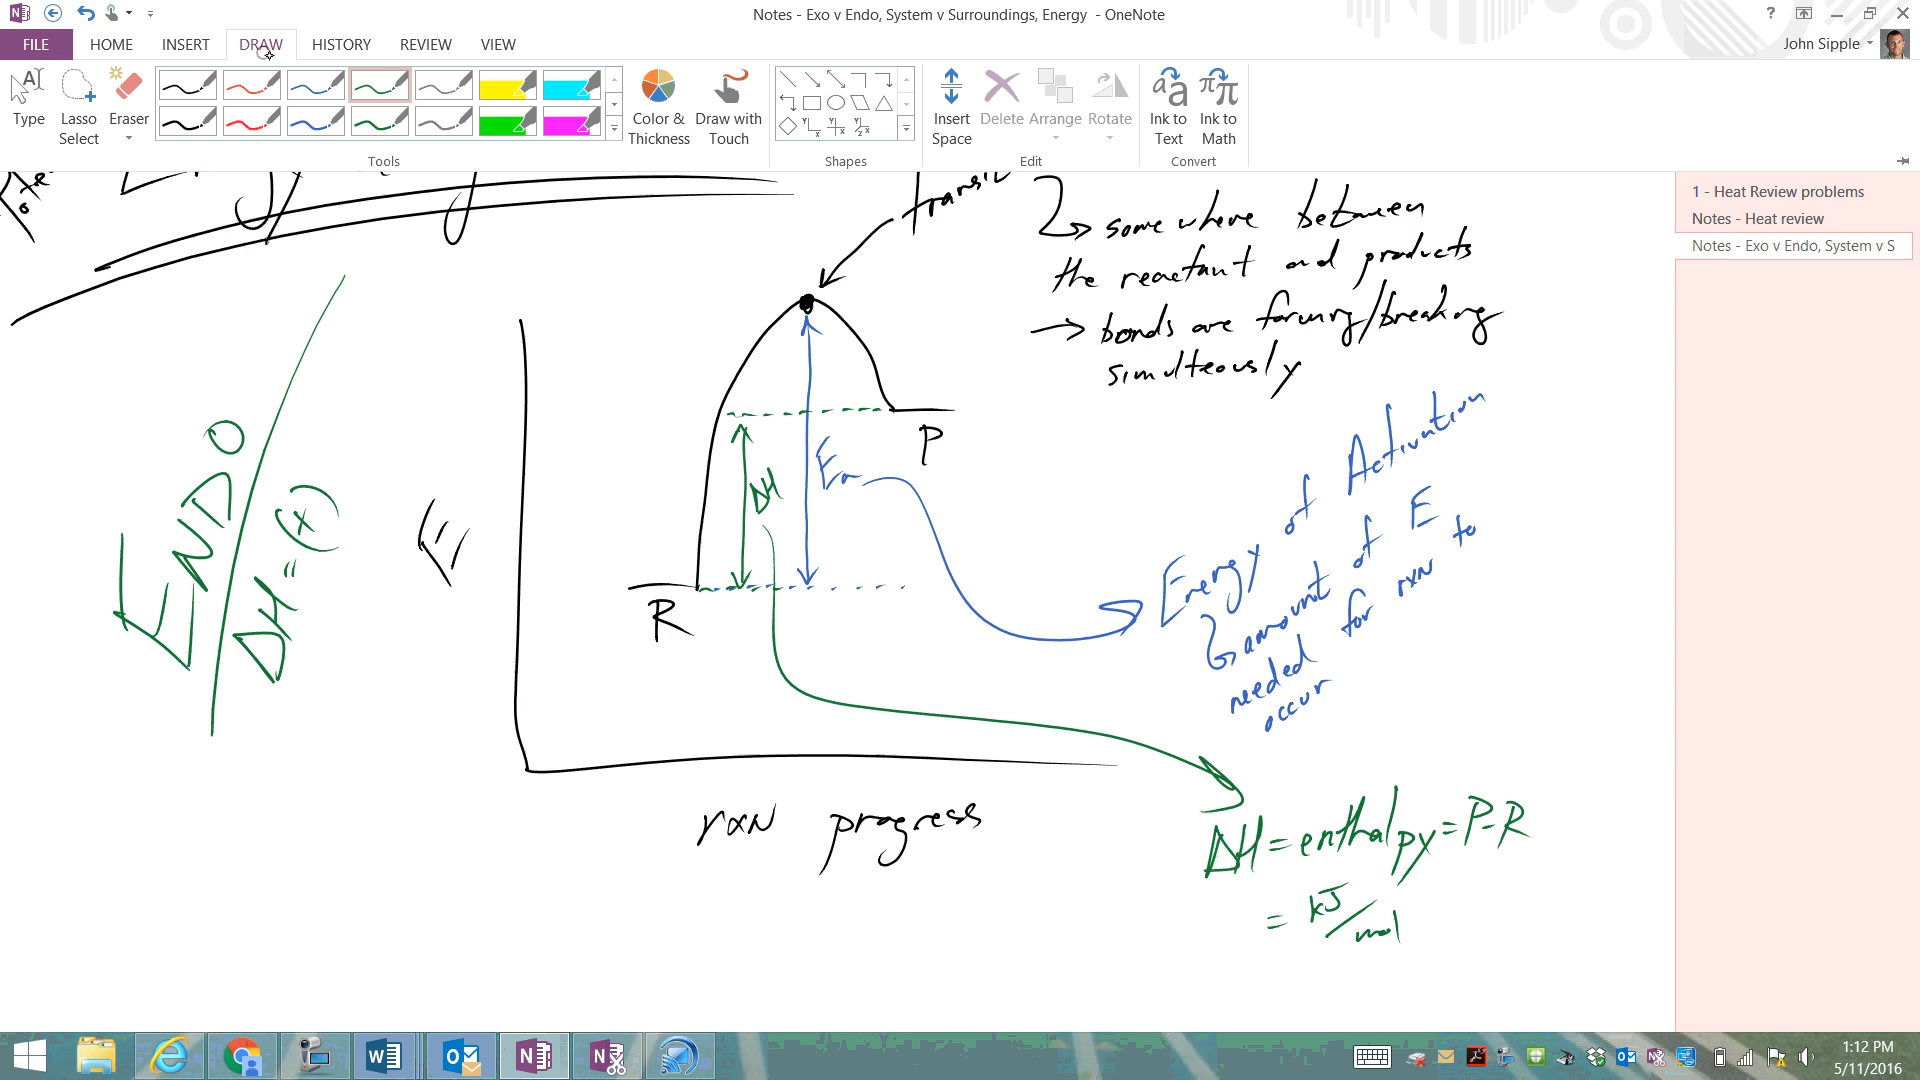 Notes - Exo v Endo, System v Surroundings, Energy - OneNote
?
FILE HOME INSERT DRAW HISTORY REVIEW VIEW
John Sipple
Type
Lasso Select
Eraser
Color & Thickness
Draw with Touch
Insert Space
Delete
Arrange
Rotate
Ink to Text
Ink to Math
Tools
Shapes
Edit
Convert
1 - Heat Review problems
Notes - Heat review
Notes - Exo v Endo, System v S
somewhere between
the reactant and products
→ bonds are forming/breaking
simulteously
ENDO
ΔH = (+)
E
P
R
ΔH
Ea
Energy of Activation
amount of E
needed for rxn to
occur
rxn progress
ΔH = enthalpy = P-R
= kJ/mol
1:12 PM
5/11/2016